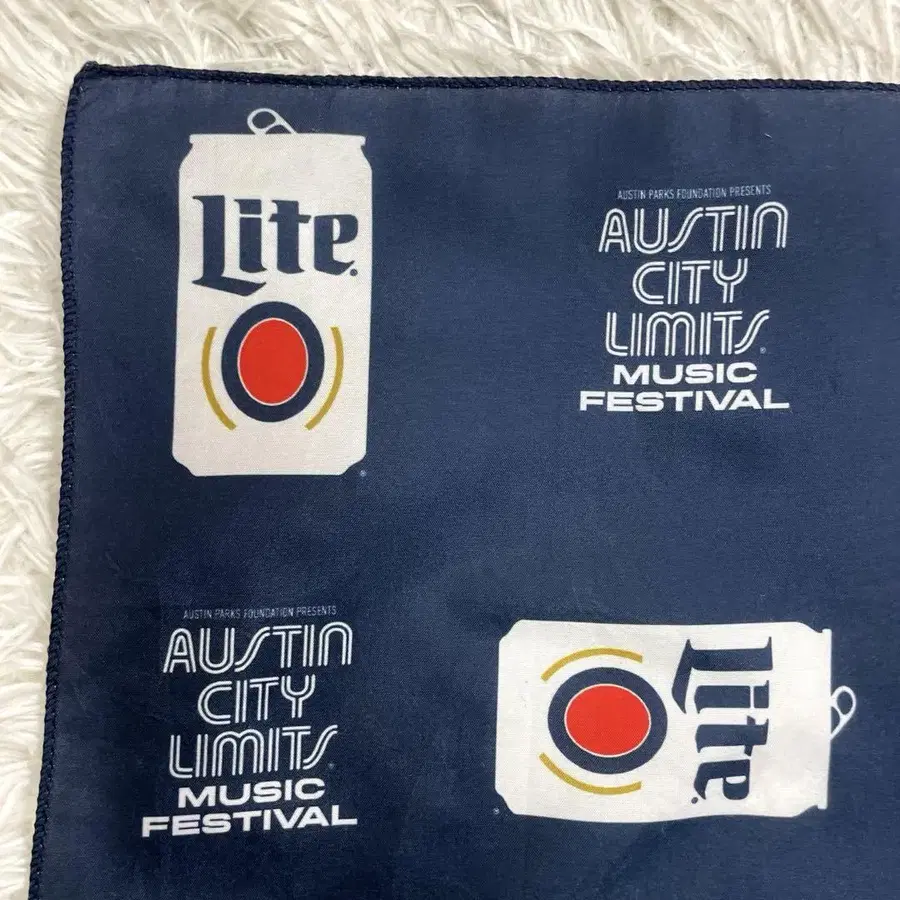 Lite
AUSTIN PARKS FOUNDATION PRESENTS
AUSTIN
CITY
LIMITS
MUSIC
FESTIVAL
AUSTIN PARKS FOUNDATION PRESENTS
AUSTIN
CITY
LIMITS
MUSIC
FESTIVAL
Lite